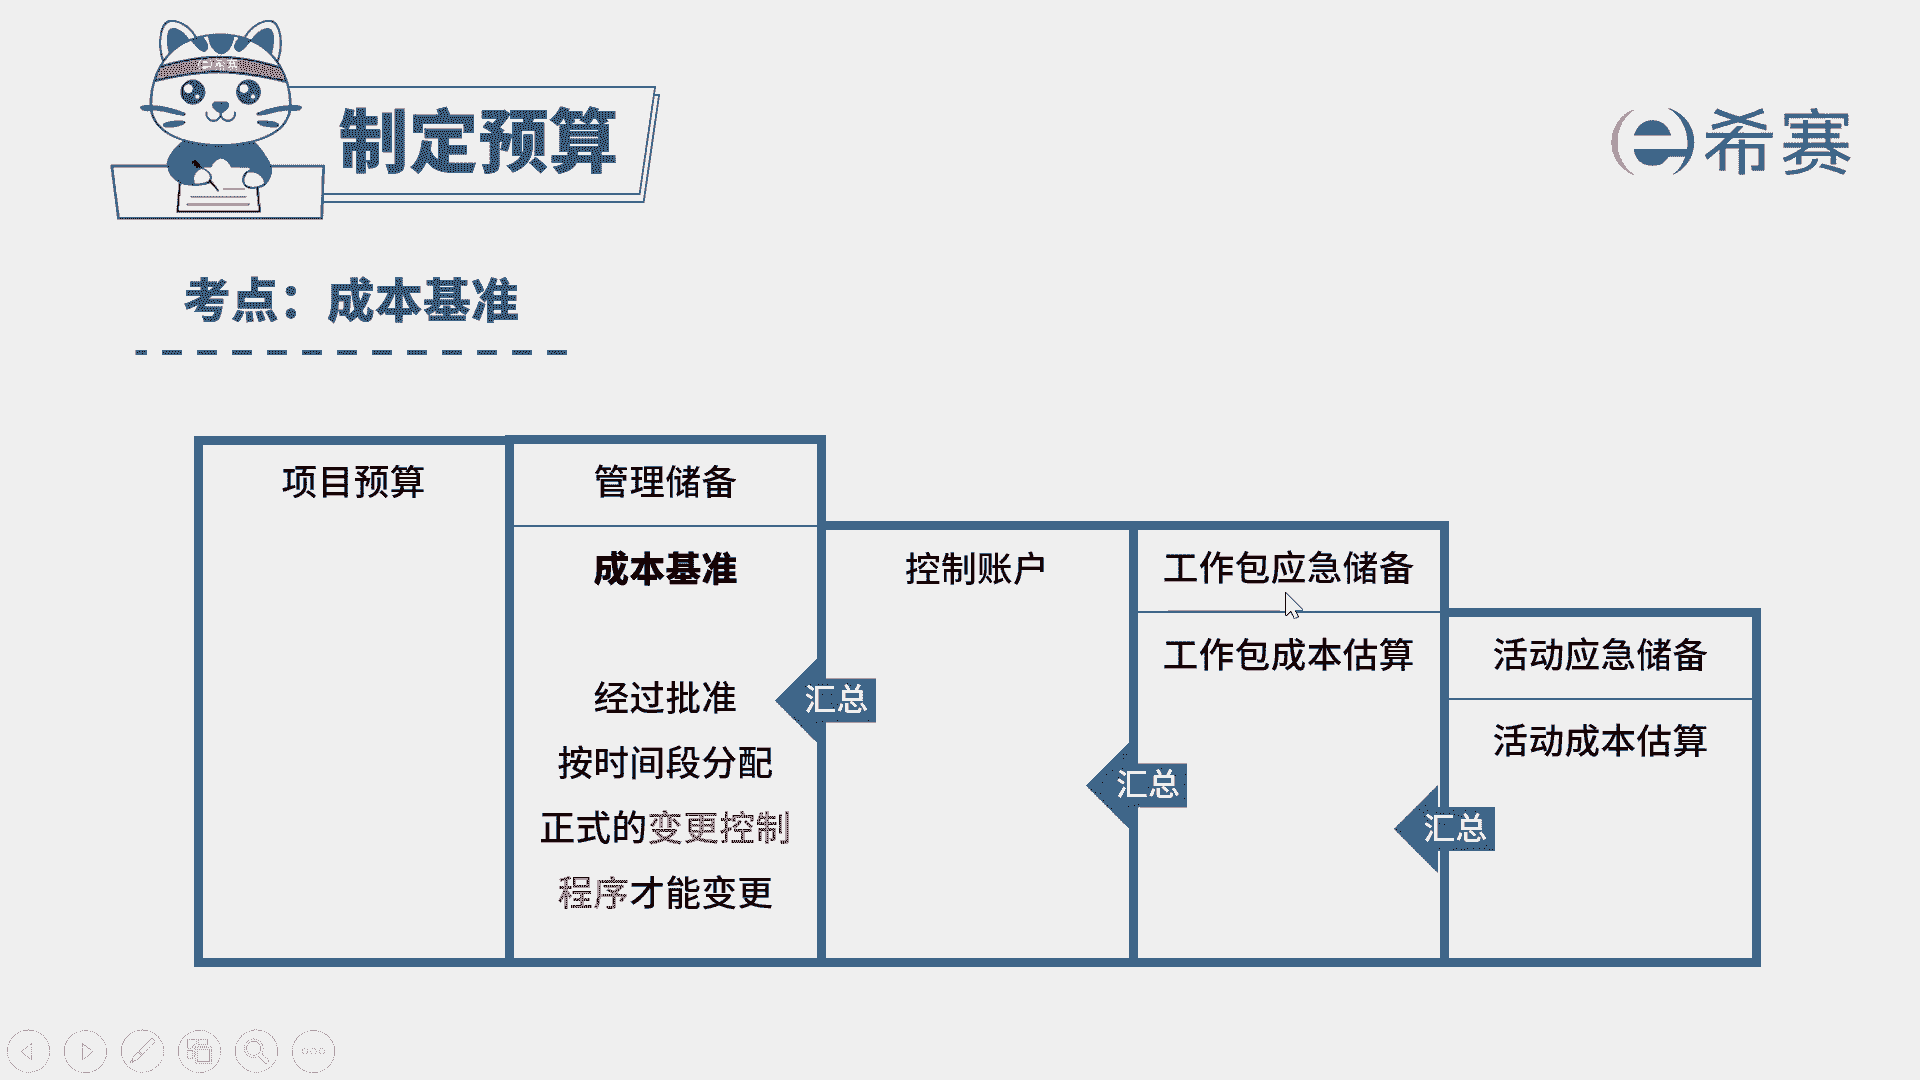 制定预算
希赛
考点：成本基准
项目预算
管理储备
成本基准
经过批准
按时间段分配
正式的变更控制
程序才能变更
汇总
控制账户
汇总
工作包应急储备
工作包成本估算
汇总
活动应急储备
活动成本估算